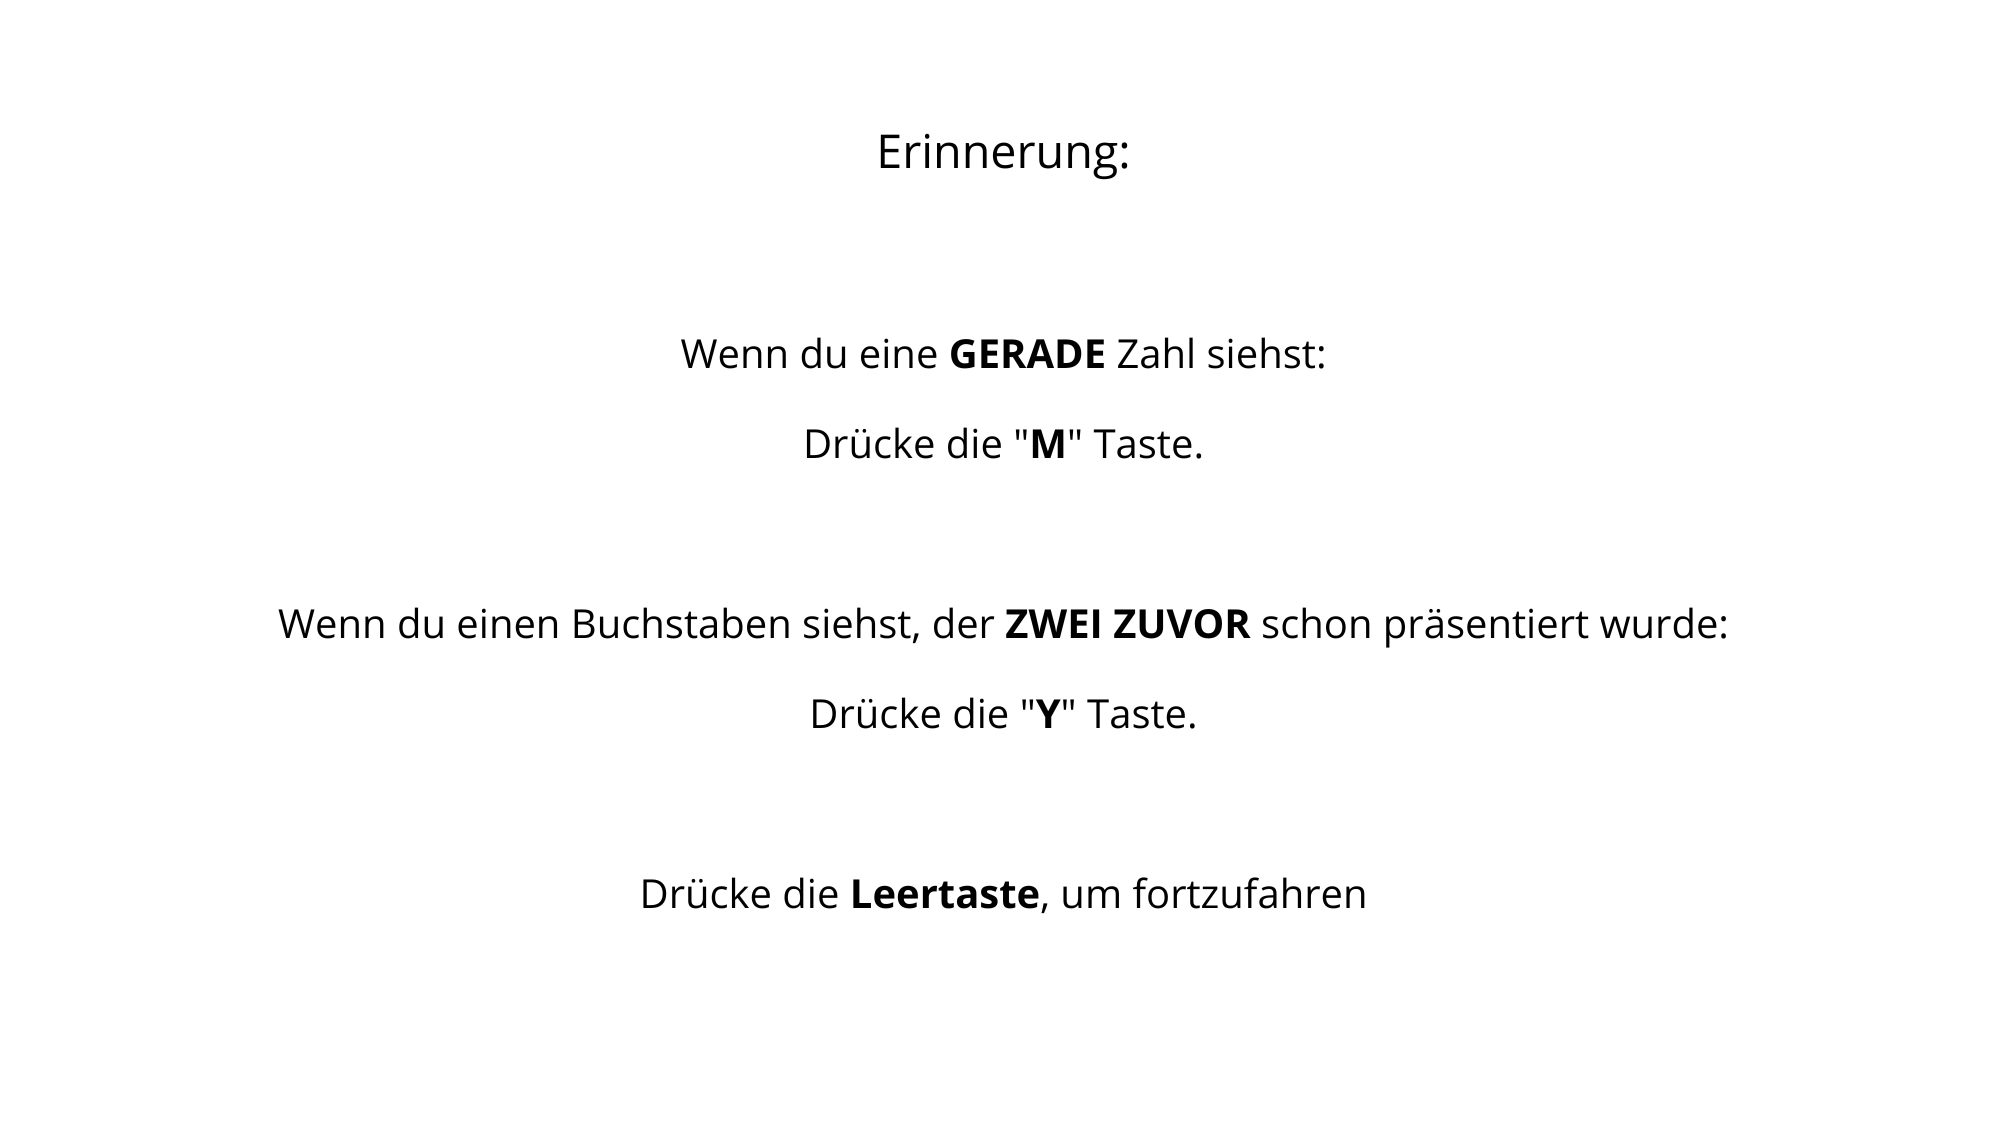 Erinnerung:
Wenn du eine GERADE Zahl siehst:
Drücke die "M" Taste.
Wenn du einen Buchstaben siehst, der ZWEI ZUVOR schon präsentiert wurde:
Drücke die "Y" Taste.
Drücke die Leertaste, um fortzufahren